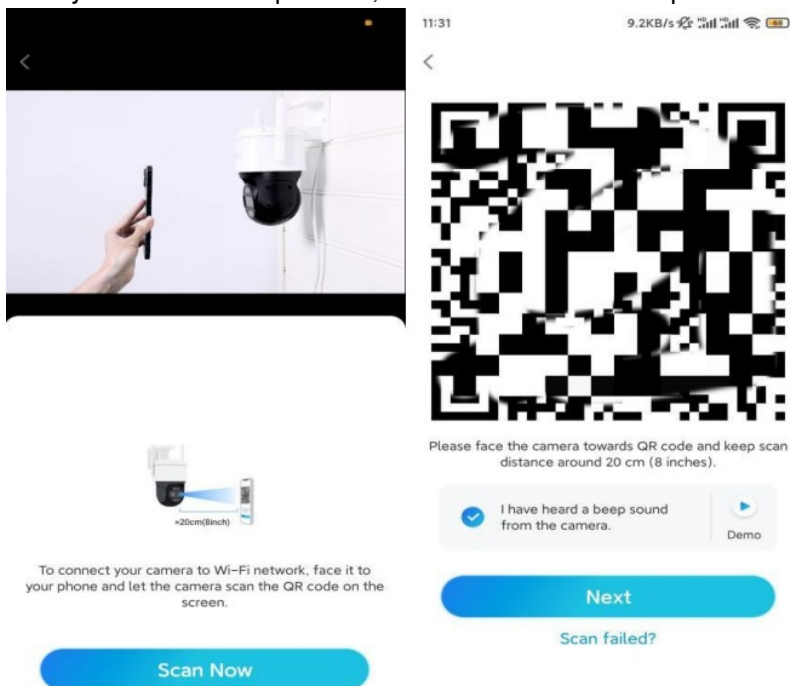 ≈20cm(8inch)
To connect your camera to Wi-Fi network, face it to
your phone and let the camera scan the QR code on the
screen.
Scan Now
11:31
9.2KB/s
68
Please face the camera towards QR code and keep scan
distance around 20 cm (8 inches).
I have heard a beep sound
from the camera.
Demo
Next
Scan failed?